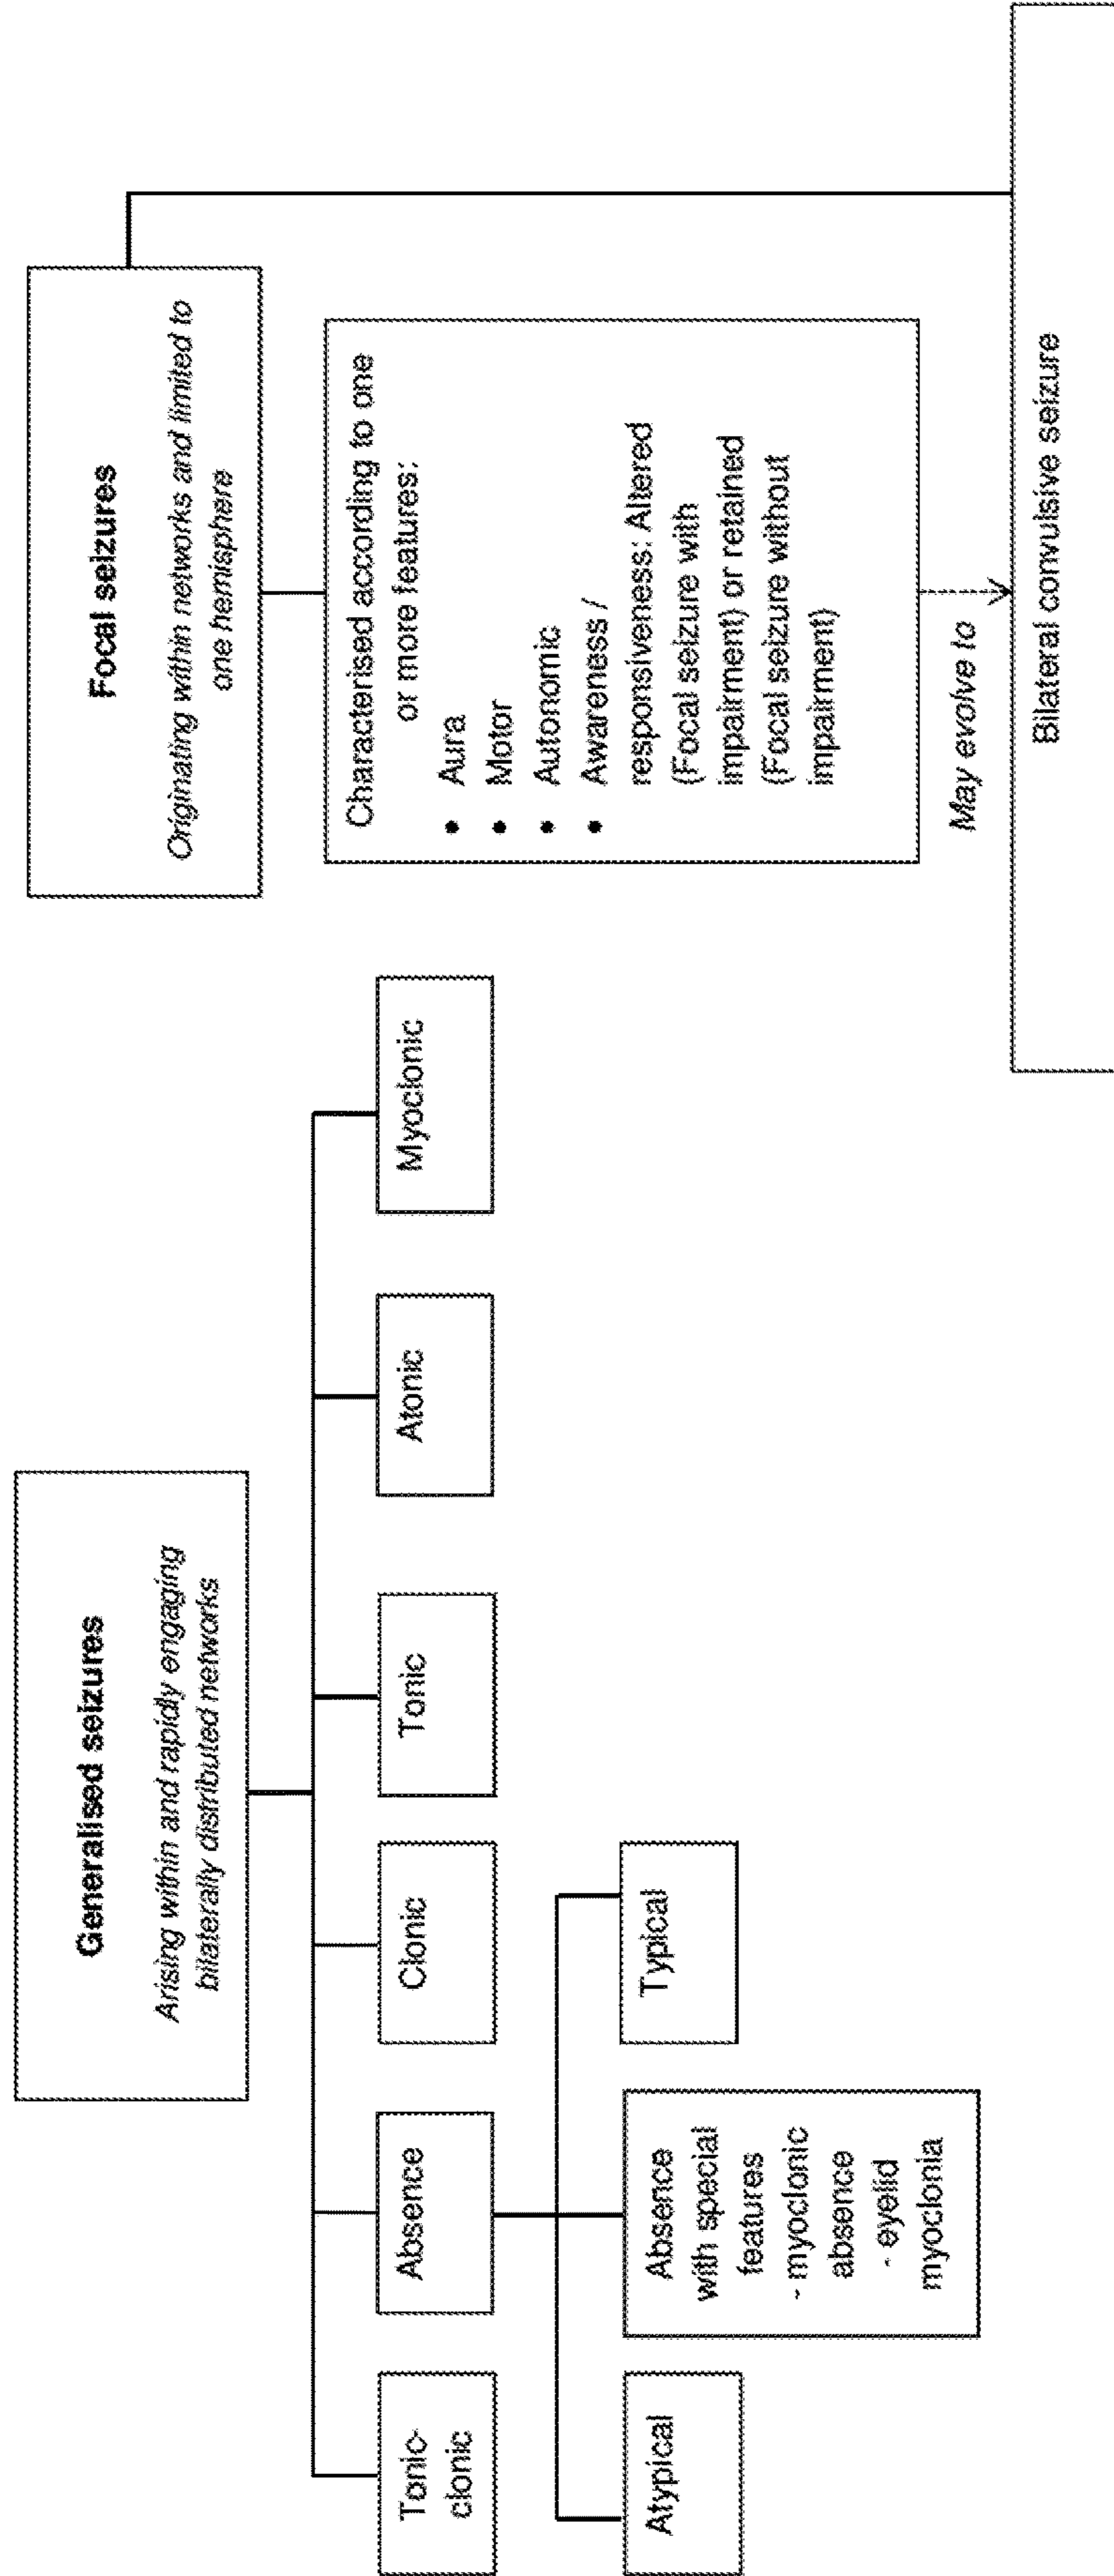 Generalised seizures
Arising within and rapidly engaging
bilaterally distributed networks
Tonic-
clonic
Absence
Clonic
Tonic
Atonic
Myoclonic
Atypical
Absence
with special
features
- myoclonic
absence
- eyelid
myoclonia
Typical
Focal seizures
Originating within networks and limited to
one hemisphere
Characterised according to one
or more features:
• Aura
• Motor
• Autonomic
• Awareness /
responsiveness: Altered
(Focal seizure with
impairment) or retained
(Focal seizure without
impairment)
May evolve to
Bilateral convulsive seizure